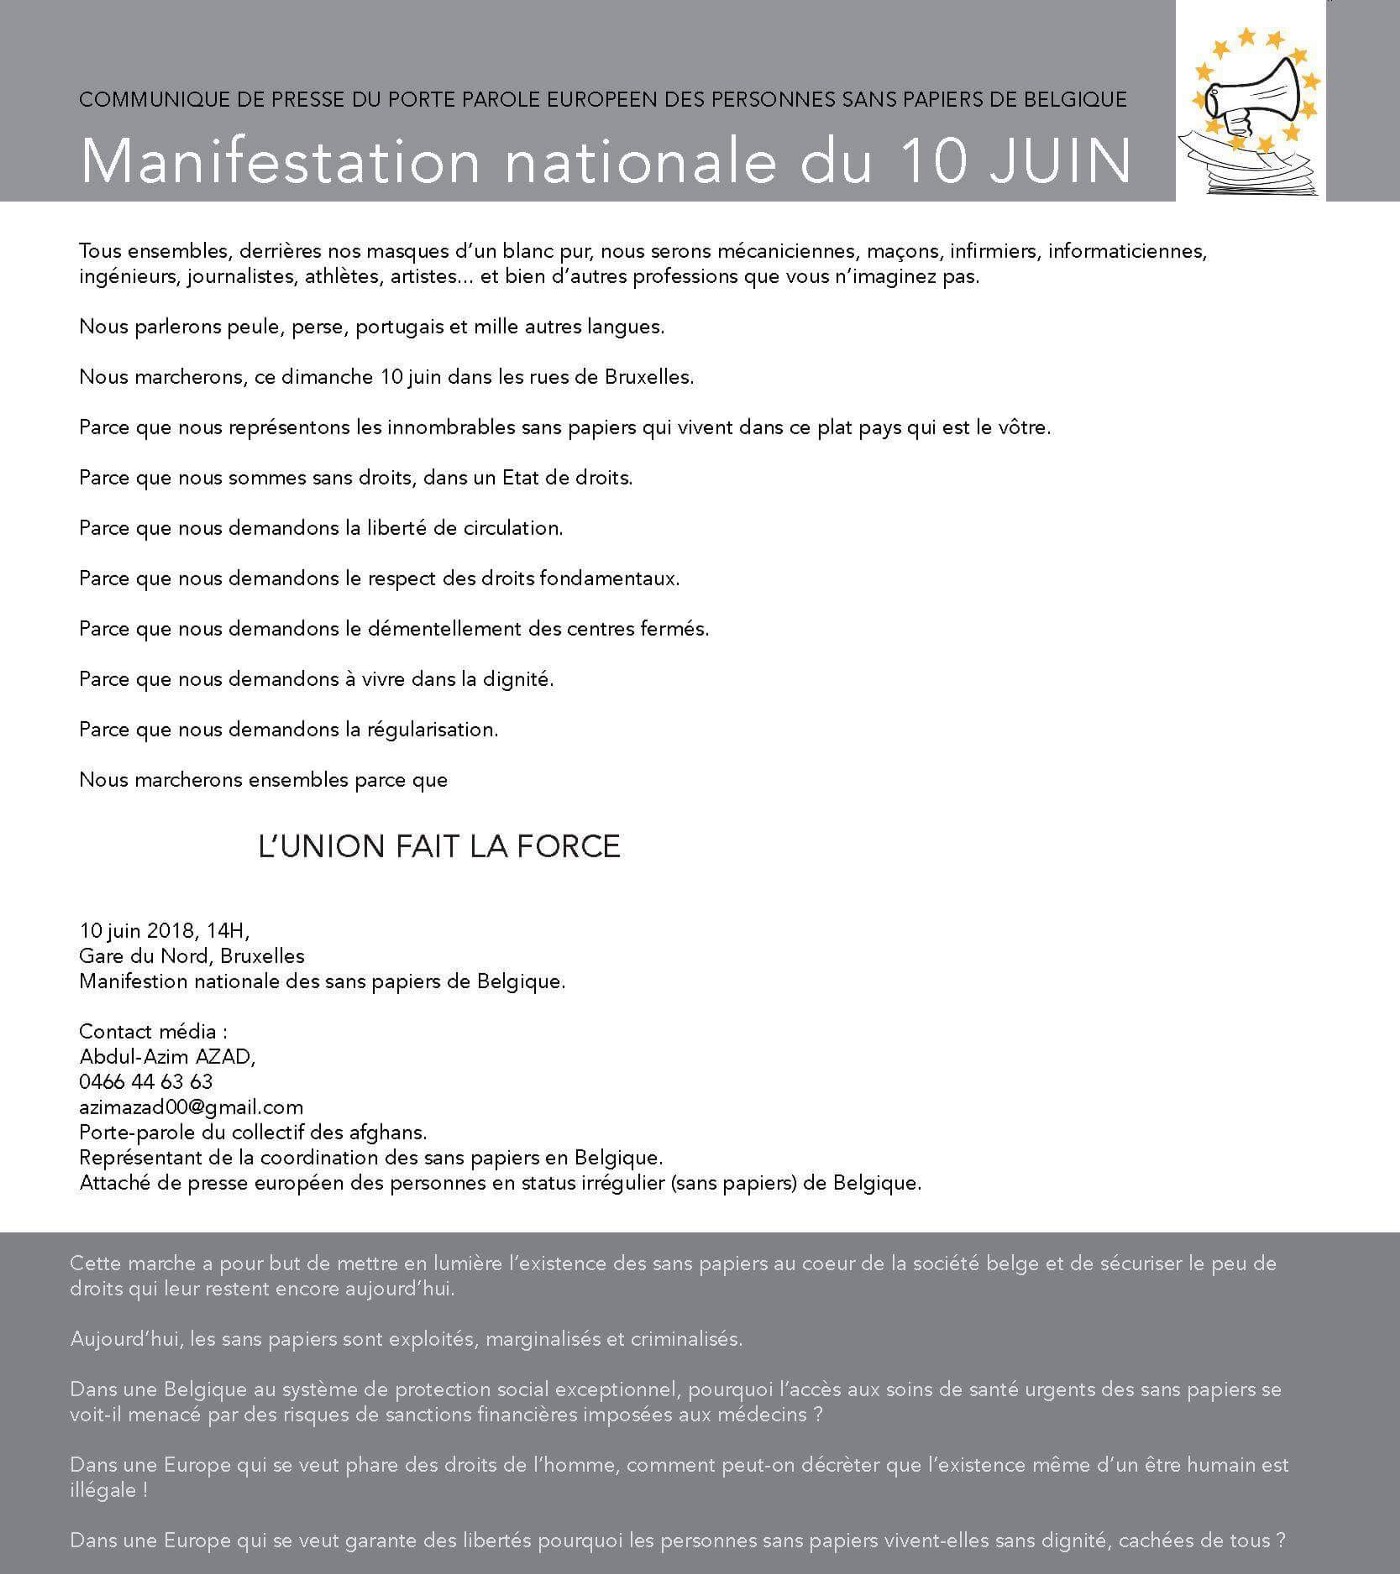 COMMUNIQUE DE PRESSE DU PORTE PAROLE EUROPEEN DES PERSONNES SANS PAPIERS DE BELGIQUE
Manifestation nationale du 10 JUIN
Tous ensembles, derrières nos masques d'un blanc pur, nous serons mécaniciennes, maçons, infirmiers, informaticiennes,
ingénieurs, journalistes, athlètes, artistes... et bien d'autres professions que vous n'imaginez pas.
Nous parlerons peule, perse, portugais et mille autres langues.
Nous marcherons, ce dimanche 10 juin dans les rues de Bruxelles.
Parce que nous représentons les innombrables sans papiers qui vivent dans ce plat pays qui est le vôtre.
Parce que nous sommes sans droits, dans un Etat de droits.
Parce que nous demandons la liberté de circulation.
Parce que nous demandons le respect des droits fondamentaux.
Parce que nous demandons le démentellement des centres fermés.
Parce que nous demandons à vivre dans la dignité.
Parce que nous demandons la régularisation.
Nous marcherons ensembles parce que
L'UNION FAIT LA FORCE
10 juin 2018, 14H,
Gare du Nord, Bruxelles
Manifestion nationale des sans papiers de Belgique.
Contact média :
Abdul-Azim AZAD,
0466 44 63 63
azimazad00@gmail.com
Porte-parole du collectif des afghans.
Représentant de la coordination des sans papiers en Belgique.
Attaché de presse européen des personnes en status irrégulier (sans papiers) de Belgique.
Cette marche a pour but de mettre en lumière l'existence des sans papiers au coeur de la société belge et de sécuriser le peu de
droits qui leur restent encore aujourd'hui.
Aujourd'hui, les sans papiers sont exploités, marginalisés et criminalisés.
Dans une Belgique au système de protection social exceptionnel, pourquoi l'accès aux soins de santé urgents des sans papiers se
voit-il menacé par des risques de sanctions financières imposées aux médecins ?
Dans une Europe qui se veut phare des droits de l'homme, comment peut-on décrèter que l'existence même d'un être humain est
illégale !
Dans une Europe qui se veut garante des libertés pourquoi les personnes sans papiers vivent-elles sans dignité, cachées de tous ?